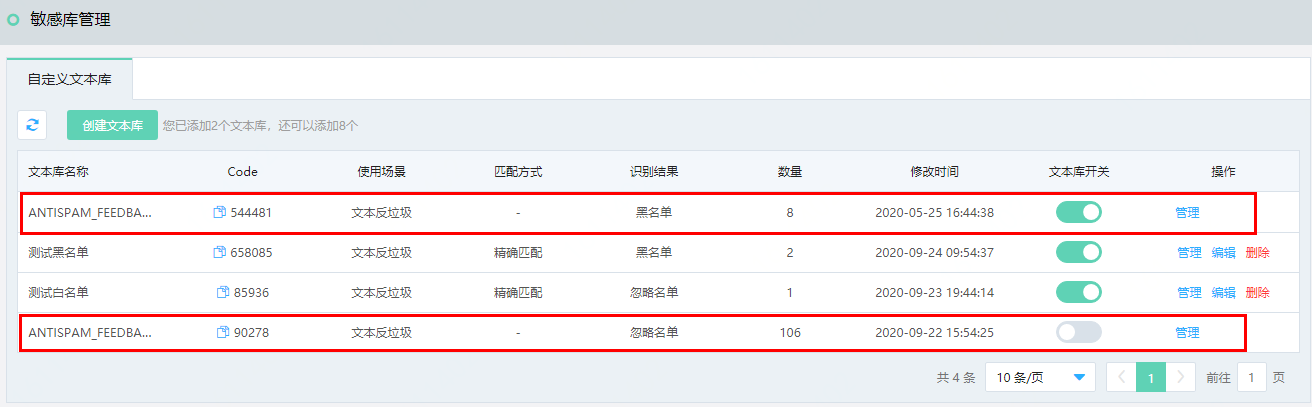 敏感库管理
自定义文本库
创建文本库 您已添加2个文本库，还可以添加8个
文本库名称 Code 使用场景 匹配方式 识别结果 数量 修改时间 文本库开关 操作
ANTISPAM_FEEDBA... 544481 文本反垃圾 - 黑名单 8 2020-05-25 16:44:38 管理
测试黑名单 658085 文本反垃圾 精确匹配 黑名单 2 2020-09-24 09:54:37 管理 编辑 删除
测试白名单 85936 文本反垃圾 精确匹配 忽略名单 1 2020-09-23 19:44:14 管理 编辑 删除
ANTISPAM_FEEDBA... 90278 文本反垃圾 - 忽略名单 106 2020-09-22 15:54:25 管理
共 4 条 10 条/页 1 前往 1 页